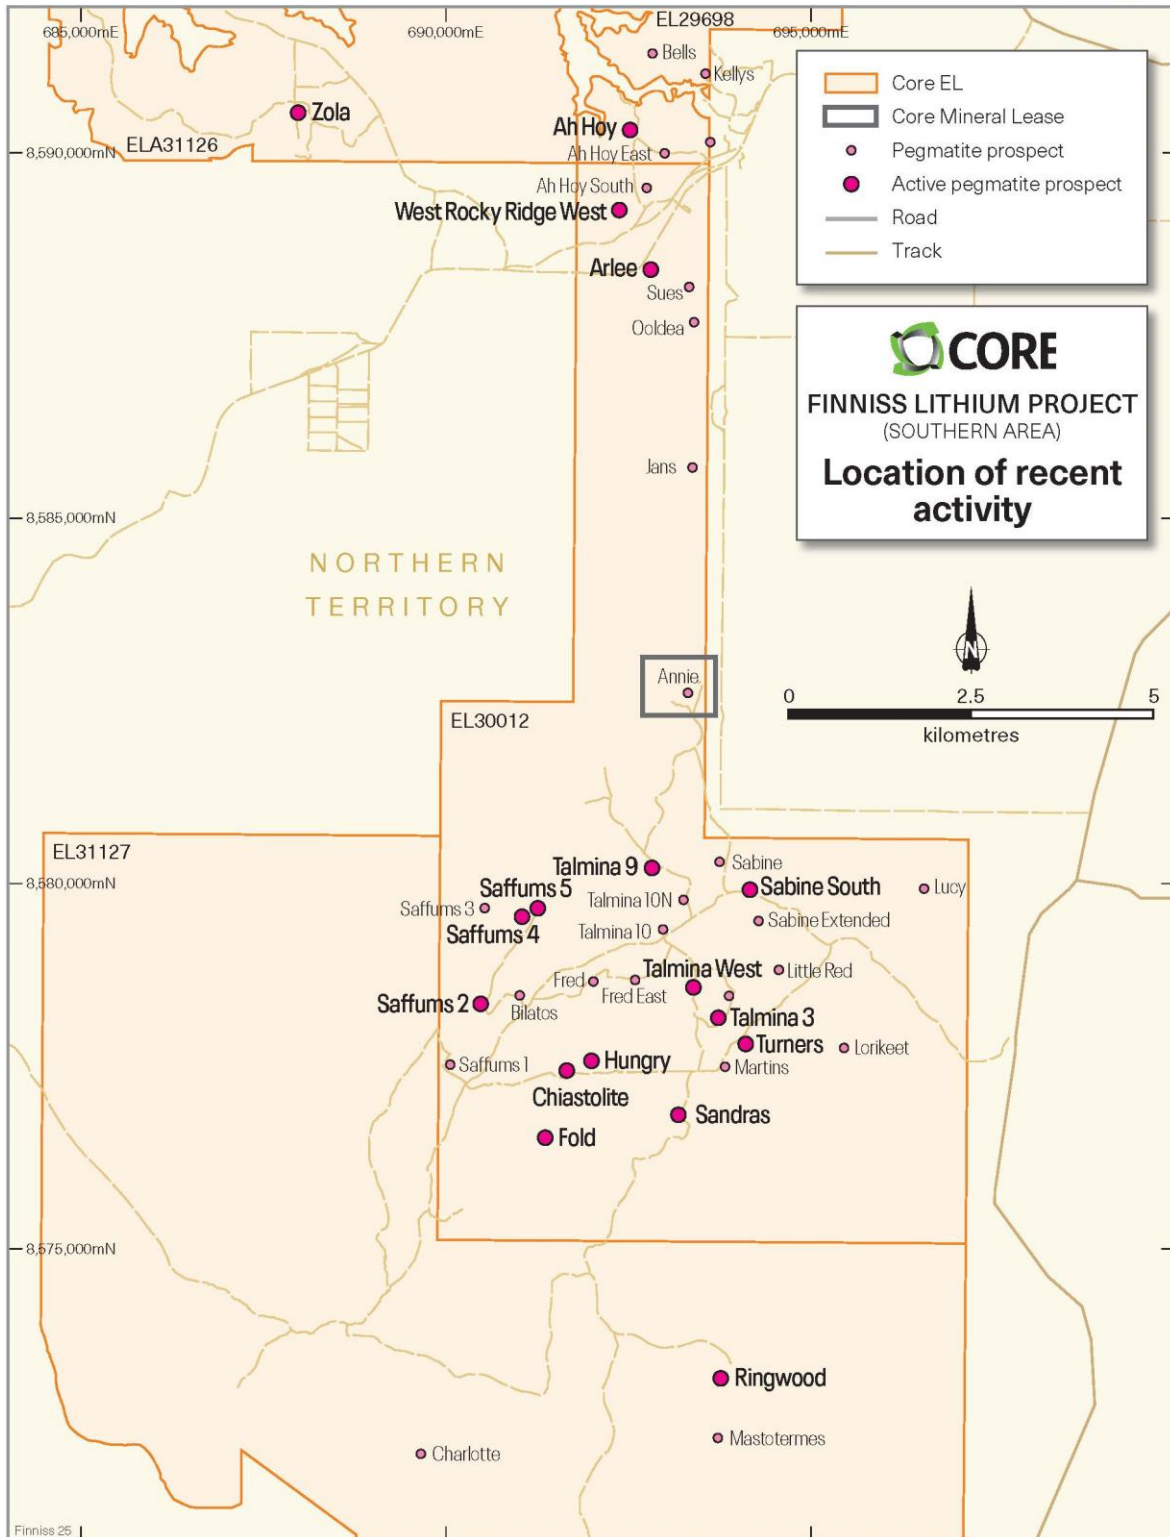 EL29698
685,000mE
690,000mE
695,000mE
Bells
Kellys
Zola
Ah Hoy
ELA31126
Ah Hoy East
8,590,000mN
Ah Hoy South
West Rocky Ridge West
Arlee
Sues
Ooldea
Core EL
Core Mineral Lease
Pegmatite prospect
Active pegmatite prospect
Road
Track
CORE
FINNISS LITHIUM PROJECT
(SOUTHERN AREA)
Location of recent
activity
Jans
8,585,000mN
NORTHERN
TERRITORY
N
Annie
0 2.5 5
kilometres
EL30012
EL31127
Talmina 9
Sabine
8,580,000mN
Saffums 5
Sabine South
Lucy
Saffums 3
Talmina 10N
Saffums 4
Sabine Extended
Talmina 10
Talmina West
Little Red
Fred
Fred East
Saffums 2
Bilatos
Talmina 3
Turners
Lorikeet
Saffums 1
Hungry
Martins
Chiastolite
Sandras
Fold
8,575,000mN
Ringwood
Mastotermes
Charlotte
Finniss 25